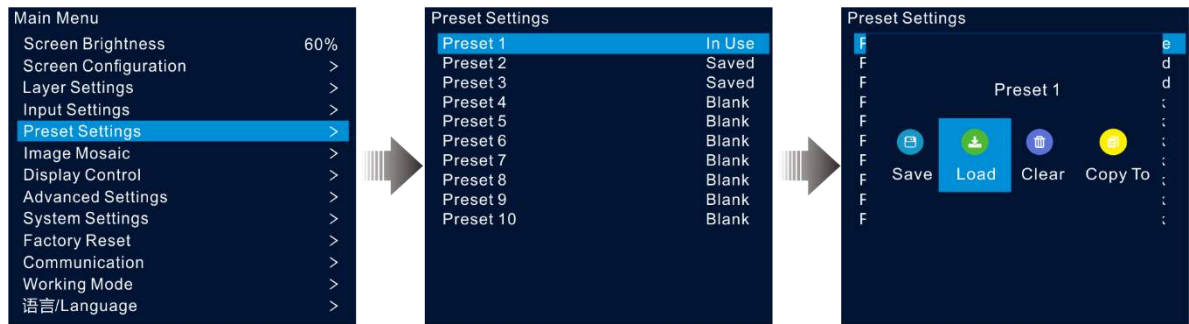 Main Menu
Screen Brightness 60%
Screen Configuration >
Layer Settings >
Input Settings >
Preset Settings >
Image Mosaic >
Display Control >
Advanced Settings >
System Settings >
Factory Reset >
Communication >
Working Mode >
语言/Language >
Preset Settings
Preset 1 In Use
Preset 2 Saved
Preset 3 Saved
Preset 4 Blank
Preset 5 Blank
Preset 6 Blank
Preset 7 Blank
Preset 8 Blank
Preset 9 Blank
Preset 10 Blank
Preset Settings
Preset 1
Save Load Clear Copy To